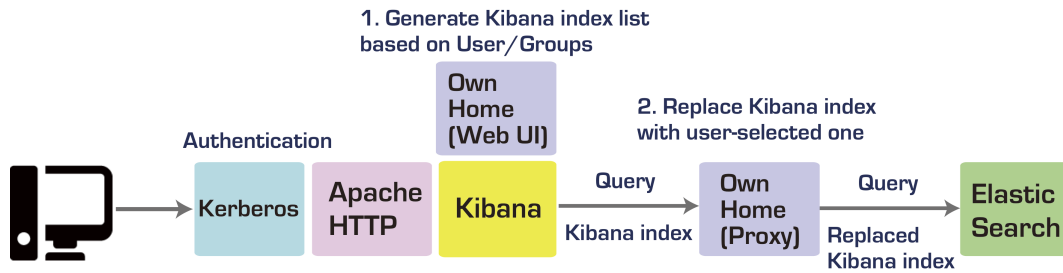 1. Generate Kibana index list
based on User/Groups
Own
Home
(Web UI)
2. Replace Kibana index
with user-selected one
Authentication
Kerberos
Apache
HTTP
Kibana
Query
Kibana index
Own
Home
(Proxy)
Query
Replaced
Kibana index
Elastic
Search